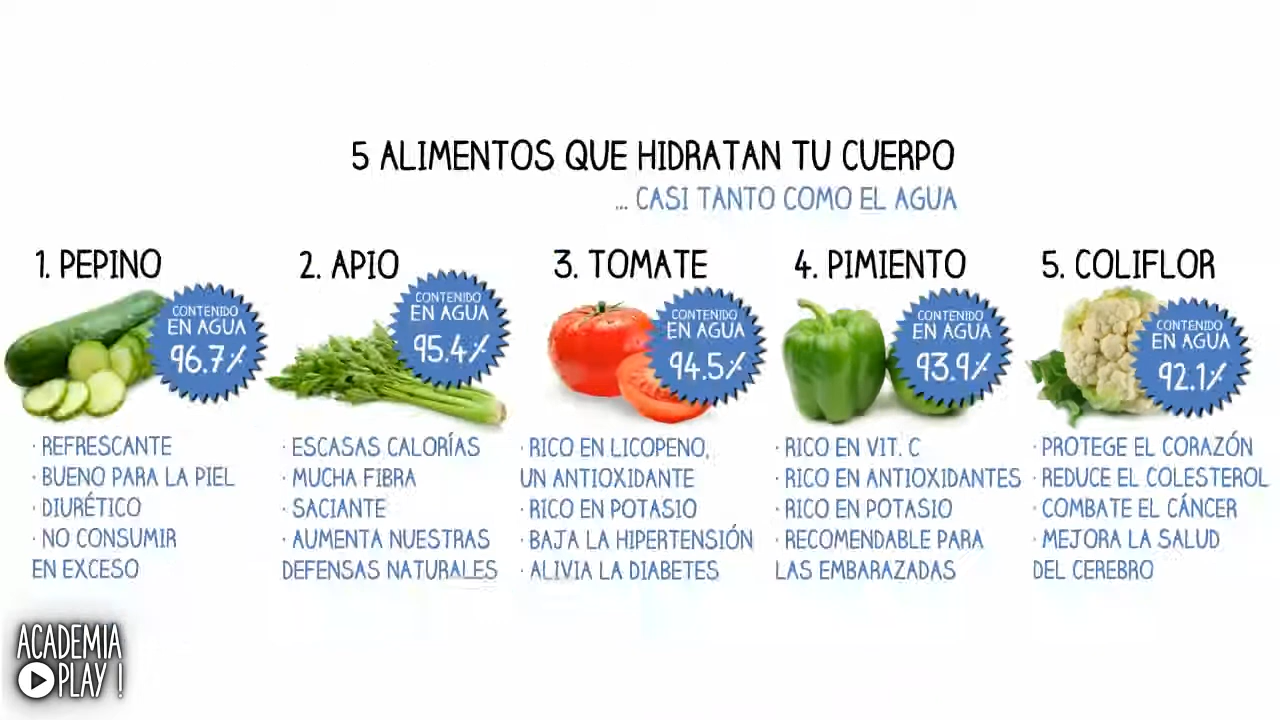 5 ALIMENTOS QUE HIDRATAN TU CUERPO
... CASI TANTO COMO EL AGUA
1. PEPINO
CONTENIDO
EN AGUA
96.7%
· REFRESCANTE
· BUENO PARA LA PIEL
· DIURÉTICO
· NO CONSUMIR
EN EXCESO
2. APIO
CONTENIDO
EN AGUA
95.4%
· ESCASAS CALORÍAS
· MUCHA FIBRA
· SACIANTE
· AUMENTA NUESTRAS
DEFENSAS NATURALES
3. TOMATE
CONTENIDO
EN AGUA
94.5%
· RICO EN LICOPENO,
UN ANTIOXIDANTE
· RICO EN POTASIO
· BAJA LA HIPERTENSIÓN
· ALIVIA LA DIABETES
4. PIMIENTO
CONTENIDO
EN AGUA
93.9%
· RICO EN VIT. C
· RICO EN ANTIOXIDANTES
· RICO EN POTASIO
· RECOMENDABLE PARA
LAS EMBARAZADAS
5. COLIFLOR
CONTENIDO
EN AGUA
92.1%
· PROTEGE EL CORAZÓN
· REDUCE EL COLESTEROL
· COMBATE EL CÁNCER
· MEJORA LA SALUD
DEL CEREBRO
ACADEMIA
PLAY !